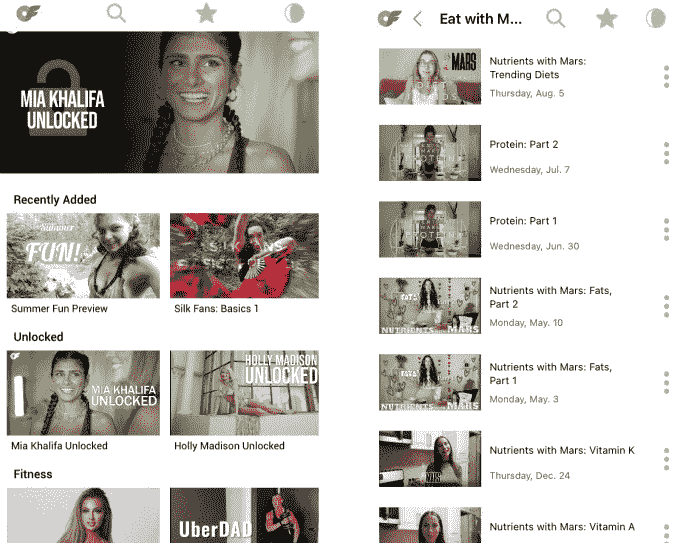 MIA KHALIFA
UNLOCKED
Recently Added
Summer
FUN!
Summer Fun Preview
Silk Fans: Basics 1
Unlocked
MIA KHALIFA
UNLOCKED
Mia Khalifa Unlocked
HOLLY MADISON
UNLOCKED
Holly Madison Unlocked
Fitness
UberDAD
Eat with M...
MARS
Nutrients with Mars:
Trending Diets
Thursday, Aug. 5
PROTEIN
Protein: Part 2
Wednesday, Jul. 7
PROTEIN
Protein: Part 1
Wednesday, Jun. 30
FATS
NUTRIENTS MARS
Nutrients with Mars: Fats,
Part 2
Monday, May. 10
FATS
NUTRIENTS MARS
Nutrients with Mars: Fats,
Part 1
Monday, May. 3
Nutrients with Mars: Vitamin K
Thursday, Dec. 24
Nutrients with Mars: Vitamin A